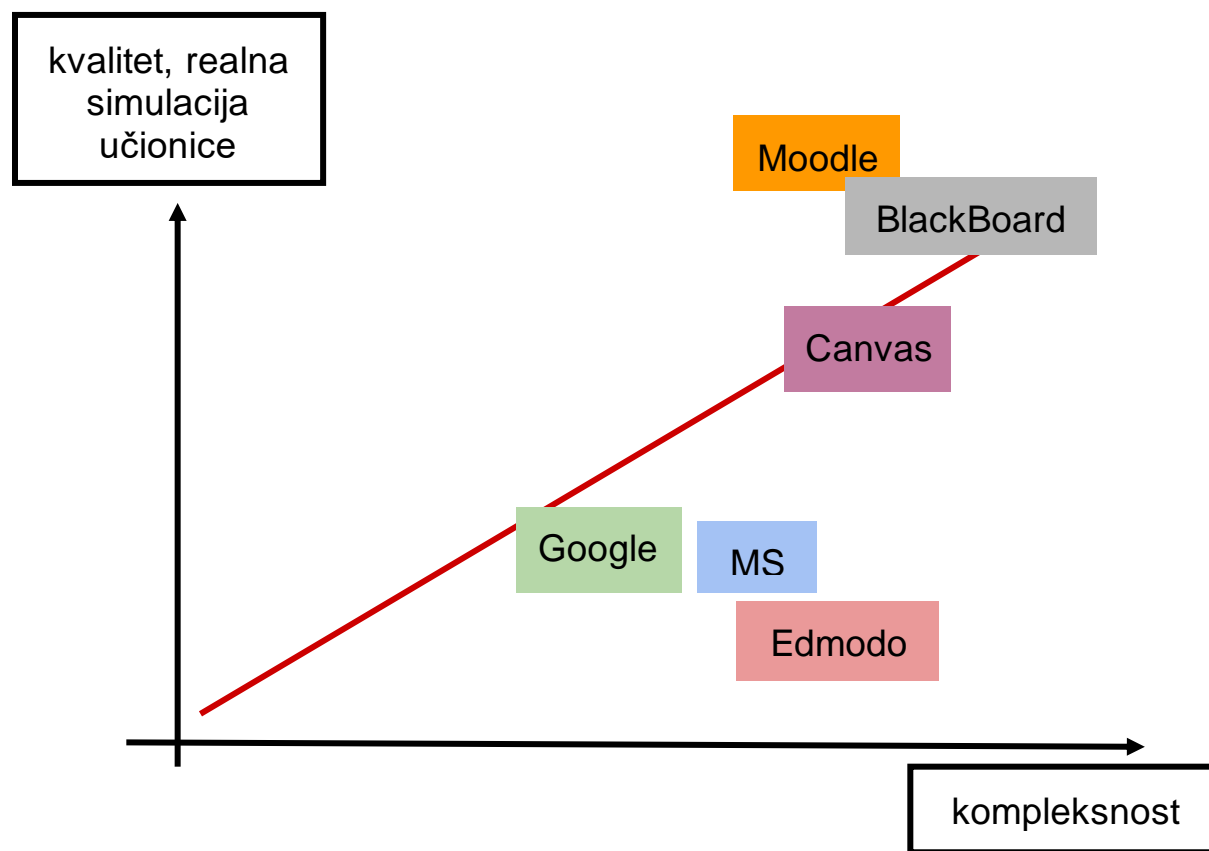 kvalitet, realna
simulacija
učionice
Moodle
BlackBoard
Canvas
Google
MS
Edmodo
kompleksnost